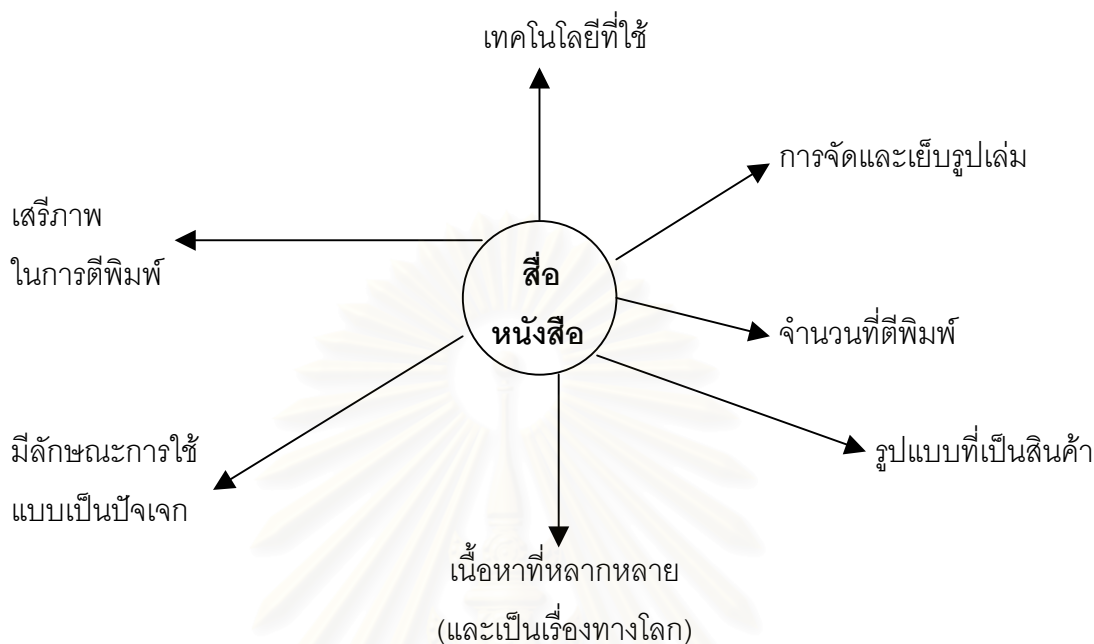 เทคโนโลยีที่ใช้
การจัดและเย็บรูปเล่ม
เสรีภาพ
ในการตีพิมพ์
สื่อ
หนังสือ
จำนวนที่ตีพิมพ์
มีลักษณะการใช้
แบบเป็นปัจเจก
รูปแบบที่เป็นสินค้า
เนื้อหาที่หลากหลาย
(และเป็นเรื่องทางโลก)